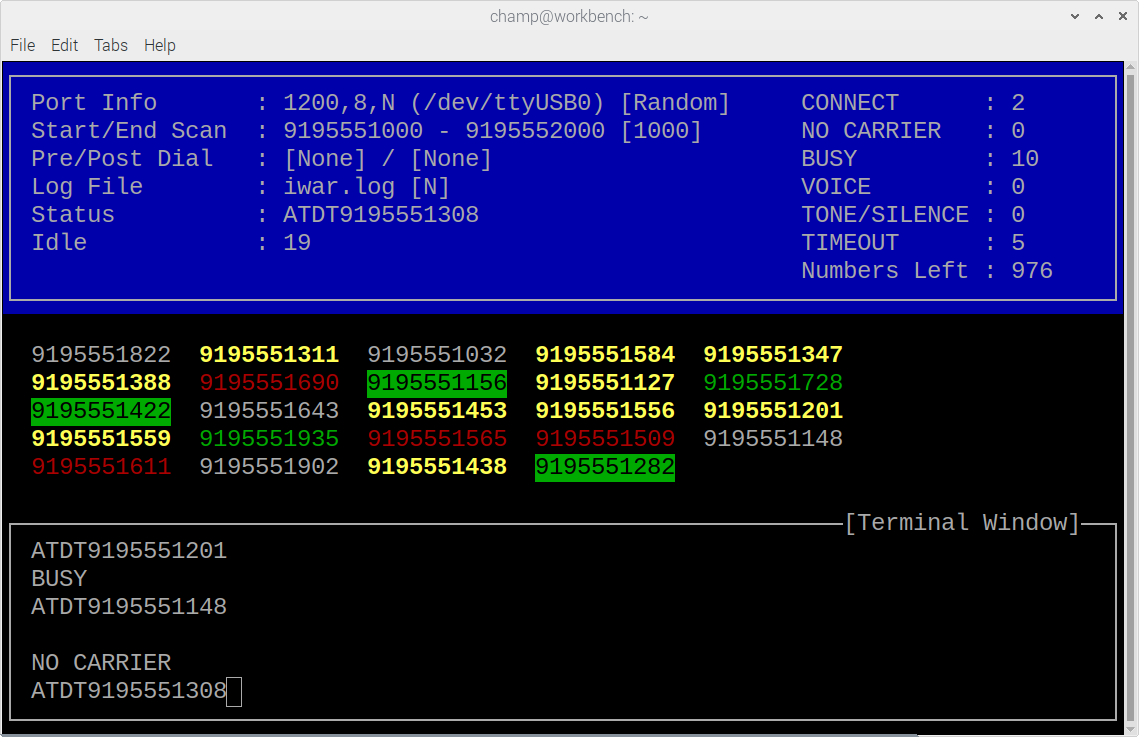 champ@workbench: ~
File Edit Tabs Help
Port Info : 1200,8,N (/dev/ttyUSB0) [Random] CONNECT : 2
Start/End Scan : 9195551000 - 9195552000 [1000] NO CARRIER : 0
Pre/Post Dial : [None] / [None] BUSY : 10
Log File : iwar.log [N] VOICE : 0
Status : ATDT9195551308 TONE/SILENCE : 0
Idle : 19 TIMEOUT : 5
Numbers Left : 976
9195551822 9195551311 9195551032 9195551584 9195551347
9195551388 9195551690 9195551156 9195551127 9195551728
9195551422 9195551643 9195551453 9195551556 9195551201
9195551559 9195551935 9195551565 9195551509 9195551148
9195551611 9195551902 9195551438 9195551282
[Terminal Window]
ATDT9195551201
BUSY
ATDT9195551148
NO CARRIER
ATDT9195551308